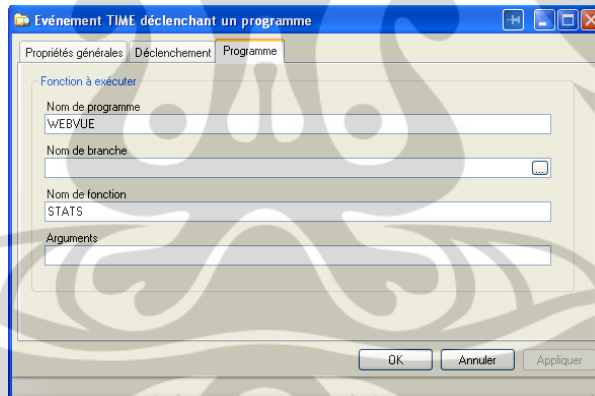 Evénement TIME déclenchant un programme
Propriétés générales Déclenchement Programme
Fonction à exécuter
Nom de programme
WEBVUE
Nom de branche
...
Nom de fonction
STATS
Arguments
OK Annuler Appliquer